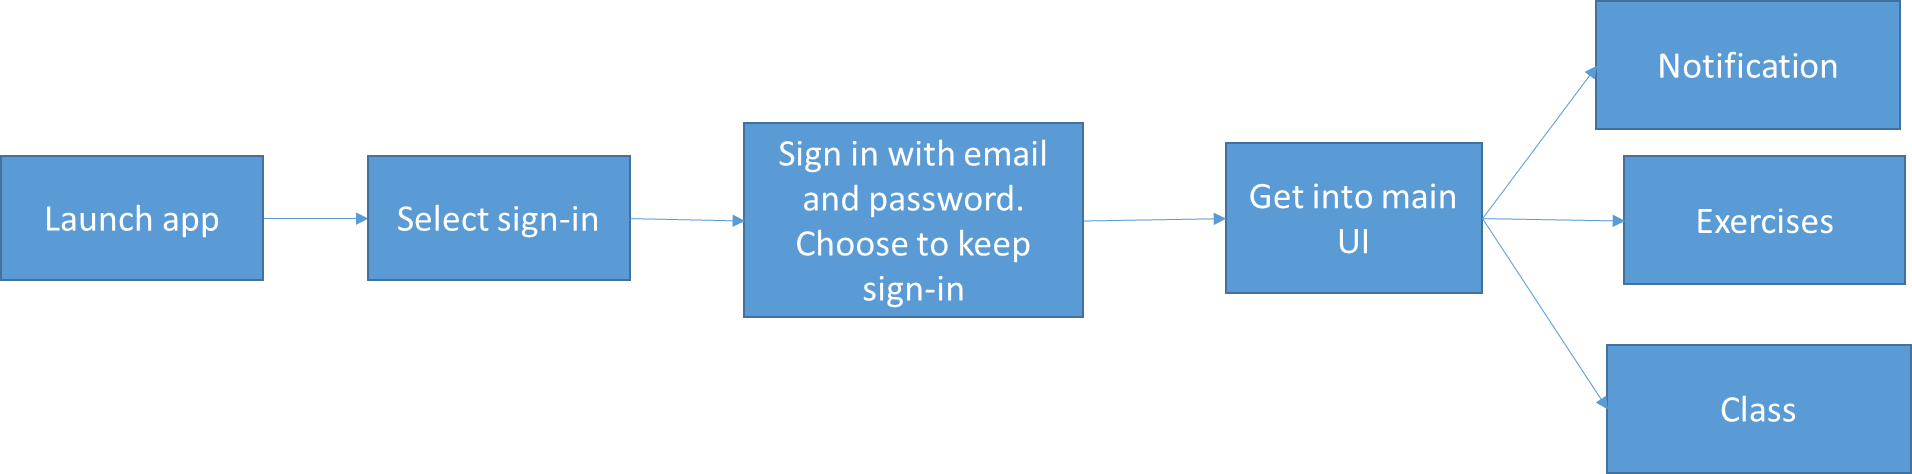 Launch app
Select sign-in
Sign in with email
and password.
Choose to keep
sign-in
Get into main
UI
Notification
Exercises
Class